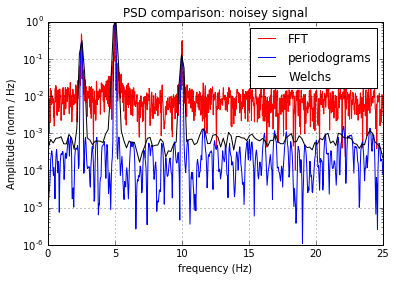 PSD comparison: noisey signal
10^0
10^-1
10^-2
10^-3
10^-4
10^-5
10^-6
Amplitude (norm / Hz)
FFT
periodograms
Welchs
0 5 10 15 20 25
frequency (Hz)